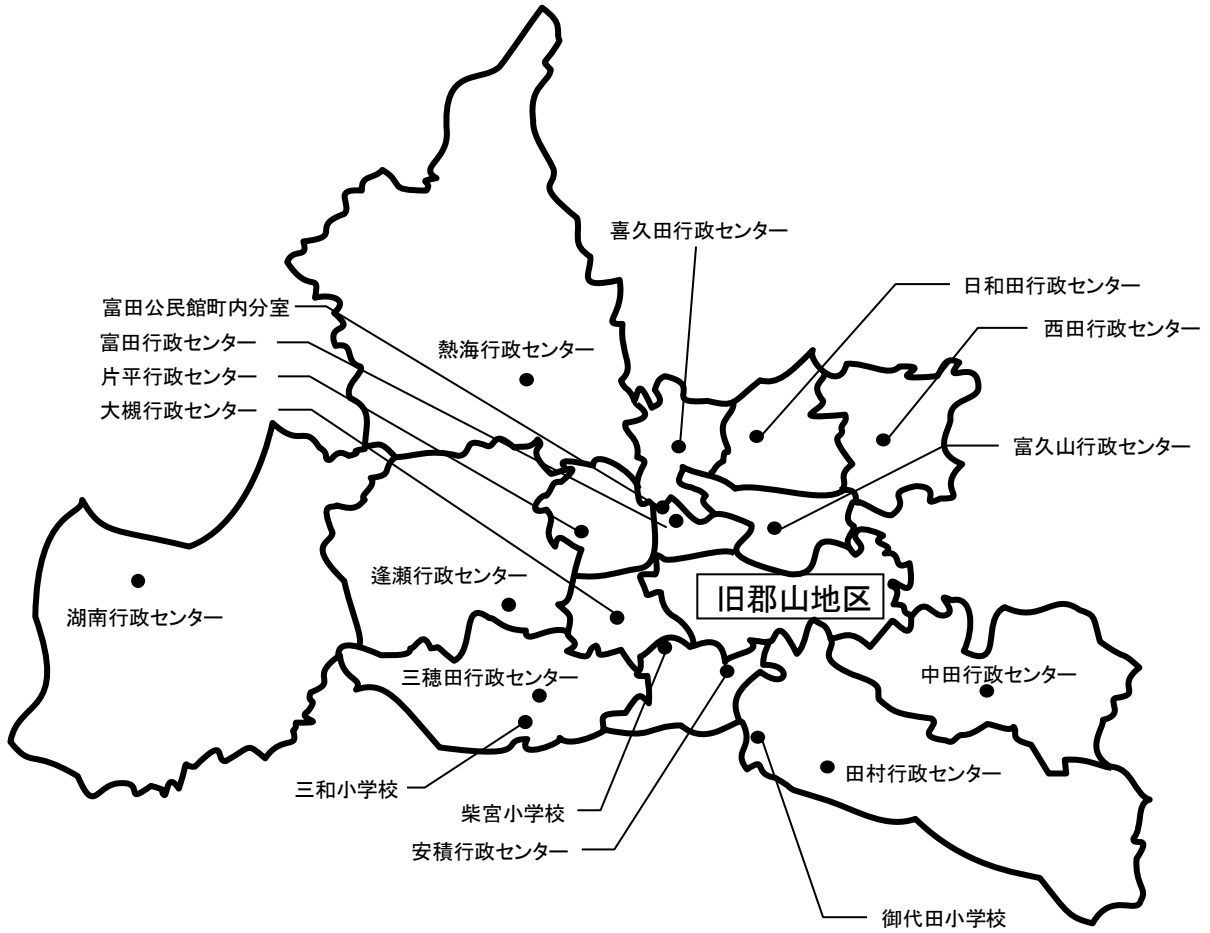 喜久田行政センター
日和田行政センター
富田公民館町内分室
西田行政センター
富田行政センター
熱海行政センター
片平行政センター
大槻行政センター
富久山行政センター
逢瀬行政センター
旧郡山地区
湖南行政センター
三穂田行政センター
中田行政センター
田村行政センター
三和小学校
柴宮小学校
安積行政センター
御代田小学校